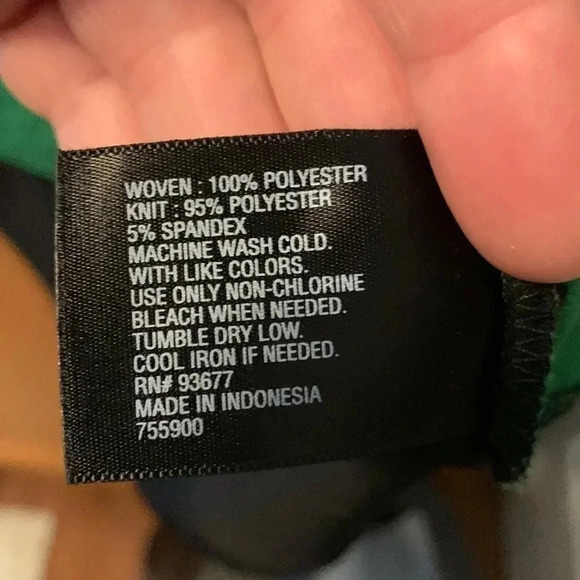 WOVEN : 100% POLYESTER
KNIT : 95% POLYESTER
5% SPANDEX
MACHINE WASH COLD.
WITH LIKE COLORS.
USE ONLY NON-CHLORINE
BLEACH WHEN NEEDED.
TUMBLE DRY LOW.
COOL IRON IF NEEDED.
RN# 93677
MADE IN INDONESIA
755900